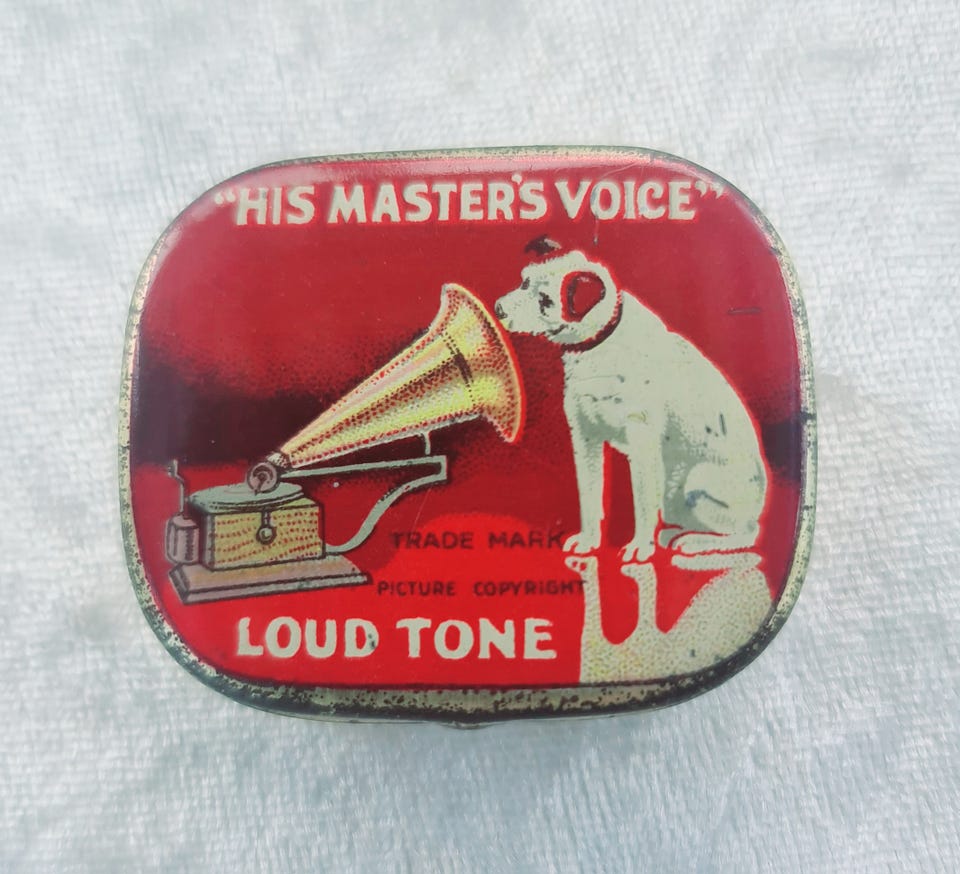 "HIS MASTER'S VOICE"
TRADE MARK
PICTURE COPYRIGHT
LOUD TONE